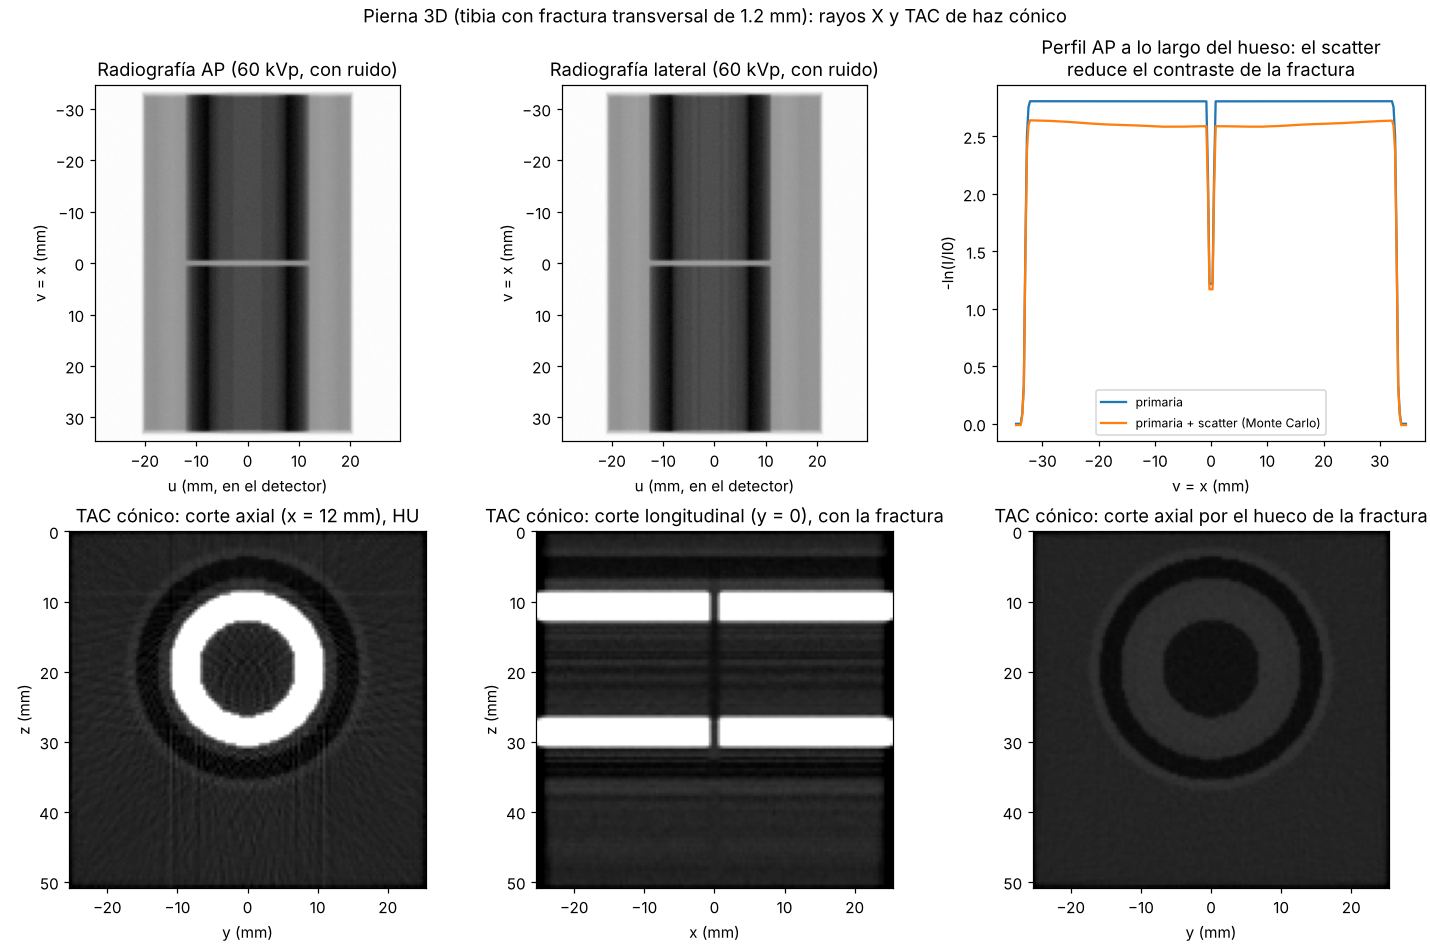 Pierna 3D (tibia con fractura transversal de 1.2 mm): rayos X y TAC de haz cónico
Radiografía AP (60 kVp, con ruido)
v = x (mm)
−30
−20
−10
0
10
20
30
−20 −10 0 10 20
u (mm, en el detector)
Radiografía lateral (60 kVp, con ruido)
v = x (mm)
−30
−20
−10
0
10
20
30
−20 −10 0 10 20
u (mm, en el detector)
Perfil AP a lo largo del hueso: el scatter
reduce el contraste de la fractura
-ln(I/I0)
2.5
2.0
1.5
1.0
0.5
0.0
primaria
primaria + scatter (Monte Carlo)
−30 −20 −10 0 10 20 30
v = x (mm)
TAC cónico: corte axial (x = 12 mm), HU
z (mm)
0
10
20
30
40
50
−20 −10 0 10 20
y (mm)
TAC cónico: corte longitudinal (y = 0), con la fractura
z (mm)
0
10
20
30
40
50
−20 −10 0 10 20
x (mm)
TAC cónico: corte axial por el hueco de la fractura
0
10
20
30
40
50
−20 −10 0 10 20
y (mm)